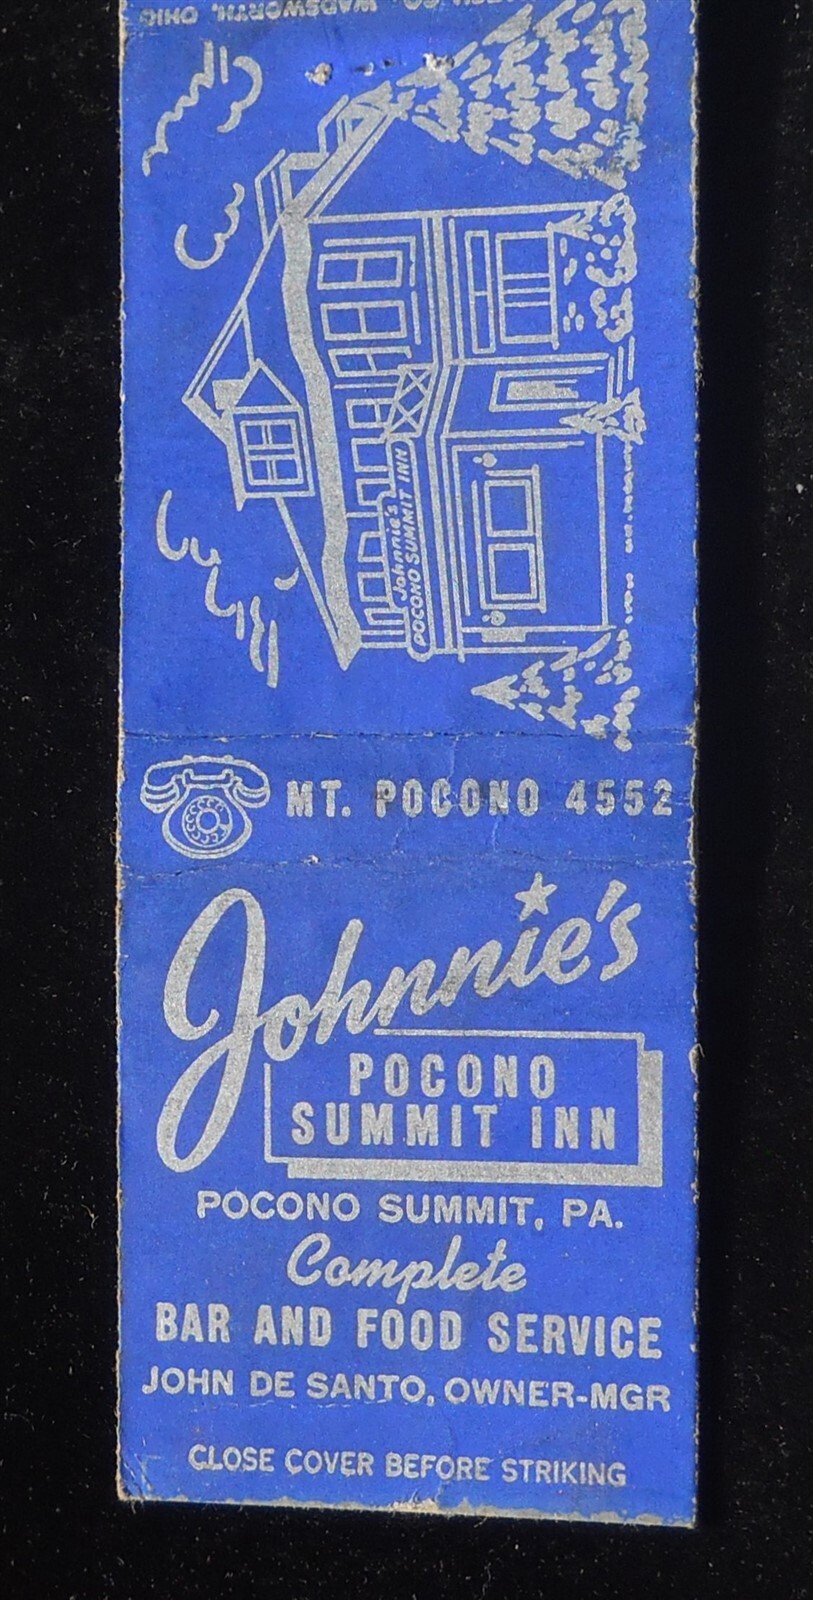 WADSWORTH, OHIO
Johnnie's
POCONO SUMMIT INN
MT. POCONO 4552
Johnnie's
POCONO
SUMMIT INN
POCONO SUMMIT, PA.
Complete
BAR AND FOOD SERVICE
JOHN DE SANTO, OWNER-MGR
CLOSE COVER BEFORE STRIKING